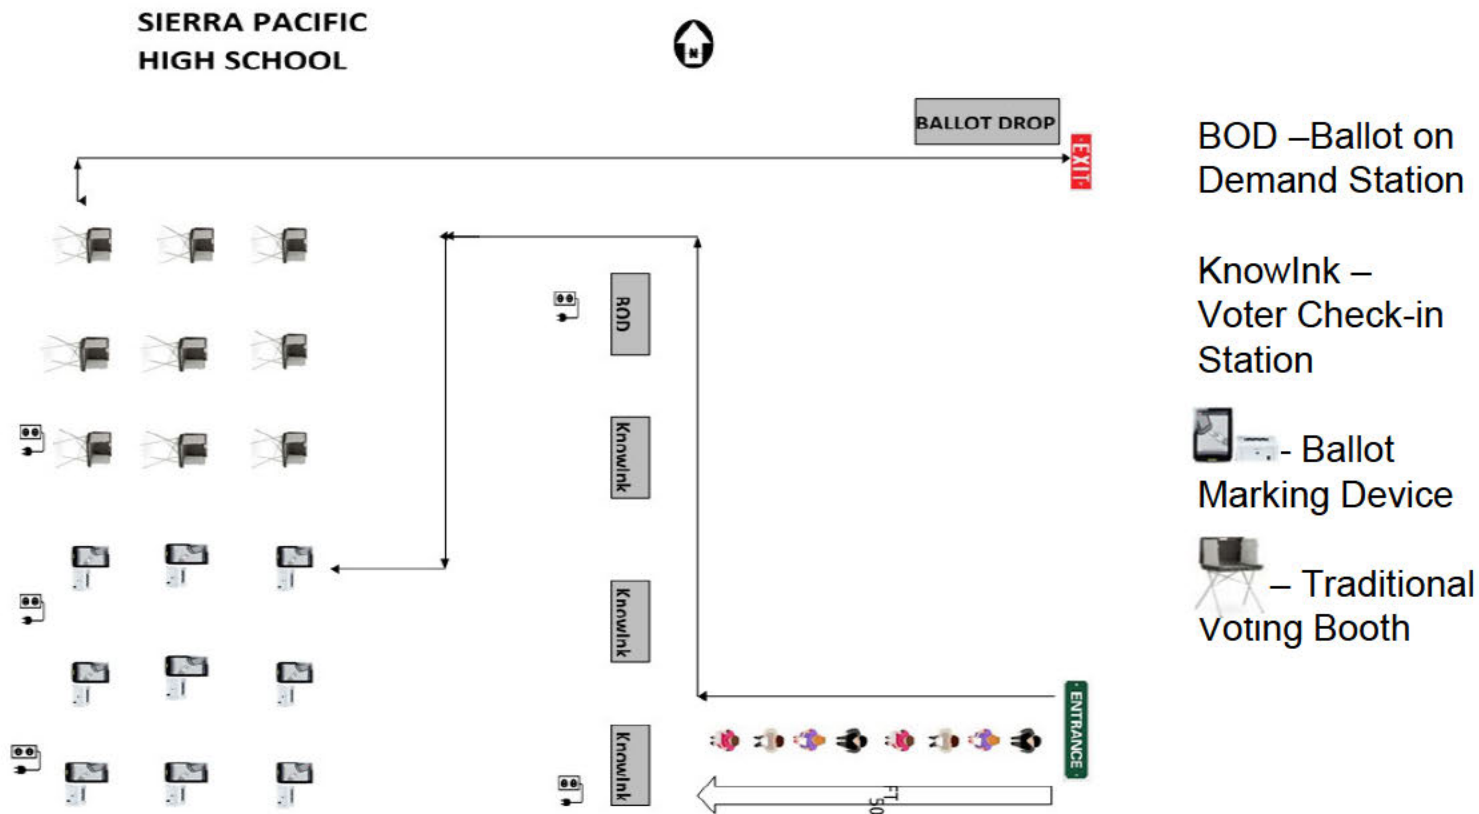 SIERRA PACIFIC
HIGH SCHOOL
N
BALLOT DROP
EXIT
BOD
KnowInk
KnowInk
KnowInk
ENTRANCE
FT
50
BOD –Ballot on
Demand Station
KnowInk –
Voter Check-in
Station
- Ballot
Marking Device
– Traditional
Voting Booth